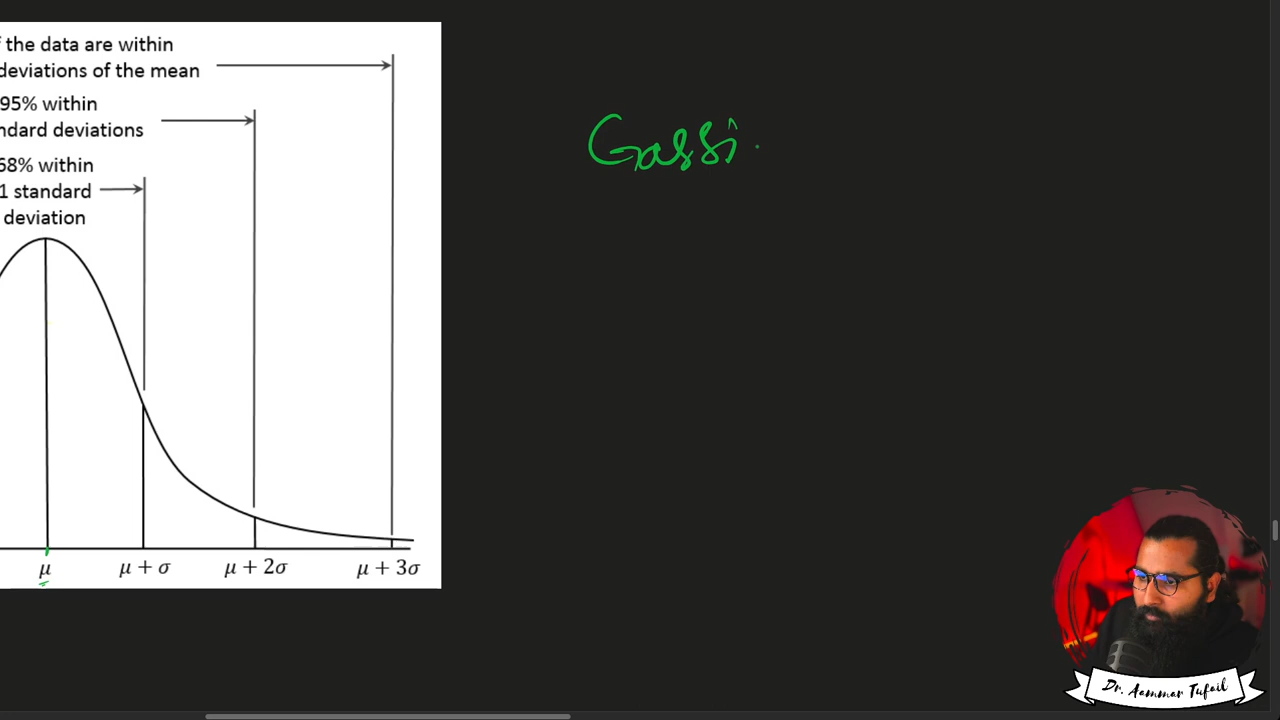 f the data are within
deviations of the mean
95% within
ndard deviations
68% within
1 standard
deviation
Gassi
μ
μ + σ
μ + 2σ
μ + 3σ
Dr. Aammar Tufail